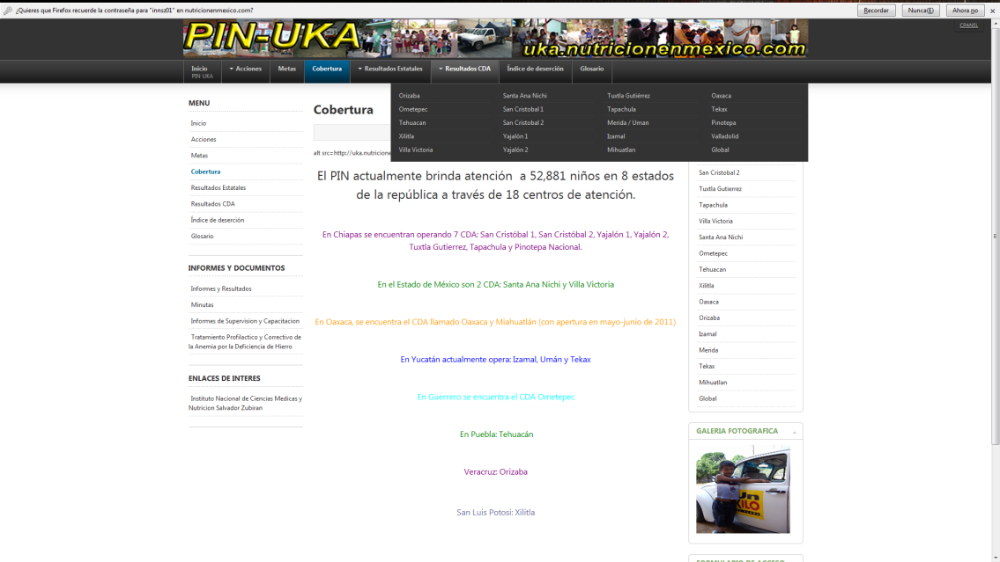 ¿Quieres que Firefox recuerde la contraseña para "innsz01" en nutricionenmexico.com?
Recordar
Nunca(E)
Ahora no
PIN-UKA
uka.nutricionenmexico.com
CPANEL
Inicio
PIN UKA
Acciones
Metas
Cobertura
Resultados Estatales
Resultados CDA
Índice de deserción
Glosario
Orizaba
Santa Ana Nichi
Tuxtla Gutiérrez
Oaxaca
Ometepec
San Cristobal 1
Tapachula
Tekax
Tehuacan
San Cristobal 2
Merida / Uman
Pinotepa
Xilitla
Yajalón 1
Izamal
Valladolid
Villa Victoria
Yajalón 2
Mihuatlan
Global
MENU
Inicio
Acciones
Metas
Cobertura
Resultados Estatales
Resultados CDA
Índice de deserción
Glosario
INFORMES Y DOCUMENTOS
Informes y Resultados
Minutas
Informes de Supervision y Capacitacion
Tratamiento Profilactico y Correctivo de
la Anemia por la Deficiencia de Hierro
ENLACES DE INTERES
Instituto Nacional de Ciencias Medicas y
Nutricion Salvador Zubiran
Cobertura
alt src=http://uka.nutricione
El PIN actualmente brinda atención a 52,881 niños en 8 estados
de la república a través de 18 centros de atención.
En Chiapas se encuentran operando 7 CDA: San Cristóbal 1, San Cristóbal 2, Yajalón 1, Yajalón 2,
Tuxtla Gutierrez, Tapachula y Pinotepa Nacional.
En el Estado de México son 2 CDA: Santa Ana Nichi y Villa Victoria
En Oaxaca, se encuentra el CDA llamado Oaxaca y Miahuatlán (con apertura en mayo-junio de 2011)
En Yucatán actualmente opera: Izamal, Umán y Tekax
En Guerrero se encuentra el CDA Ometepec
En Puebla: Tehuacán
Veracruz: Orizaba
San Luis Potosi: Xilitla
San Cristobal 2
Tuxtla Gutierrez
Tapachula
Villa Victoria
Santa Ana Nichi
Ometepec
Tehuacan
Xilitla
Oaxaca
Orizaba
Izamal
Merida
Tekax
Mihuatlan
Global
GALERIA FOTOGRAFICA
Un
KILO
FORMULARIO DE ACCESO